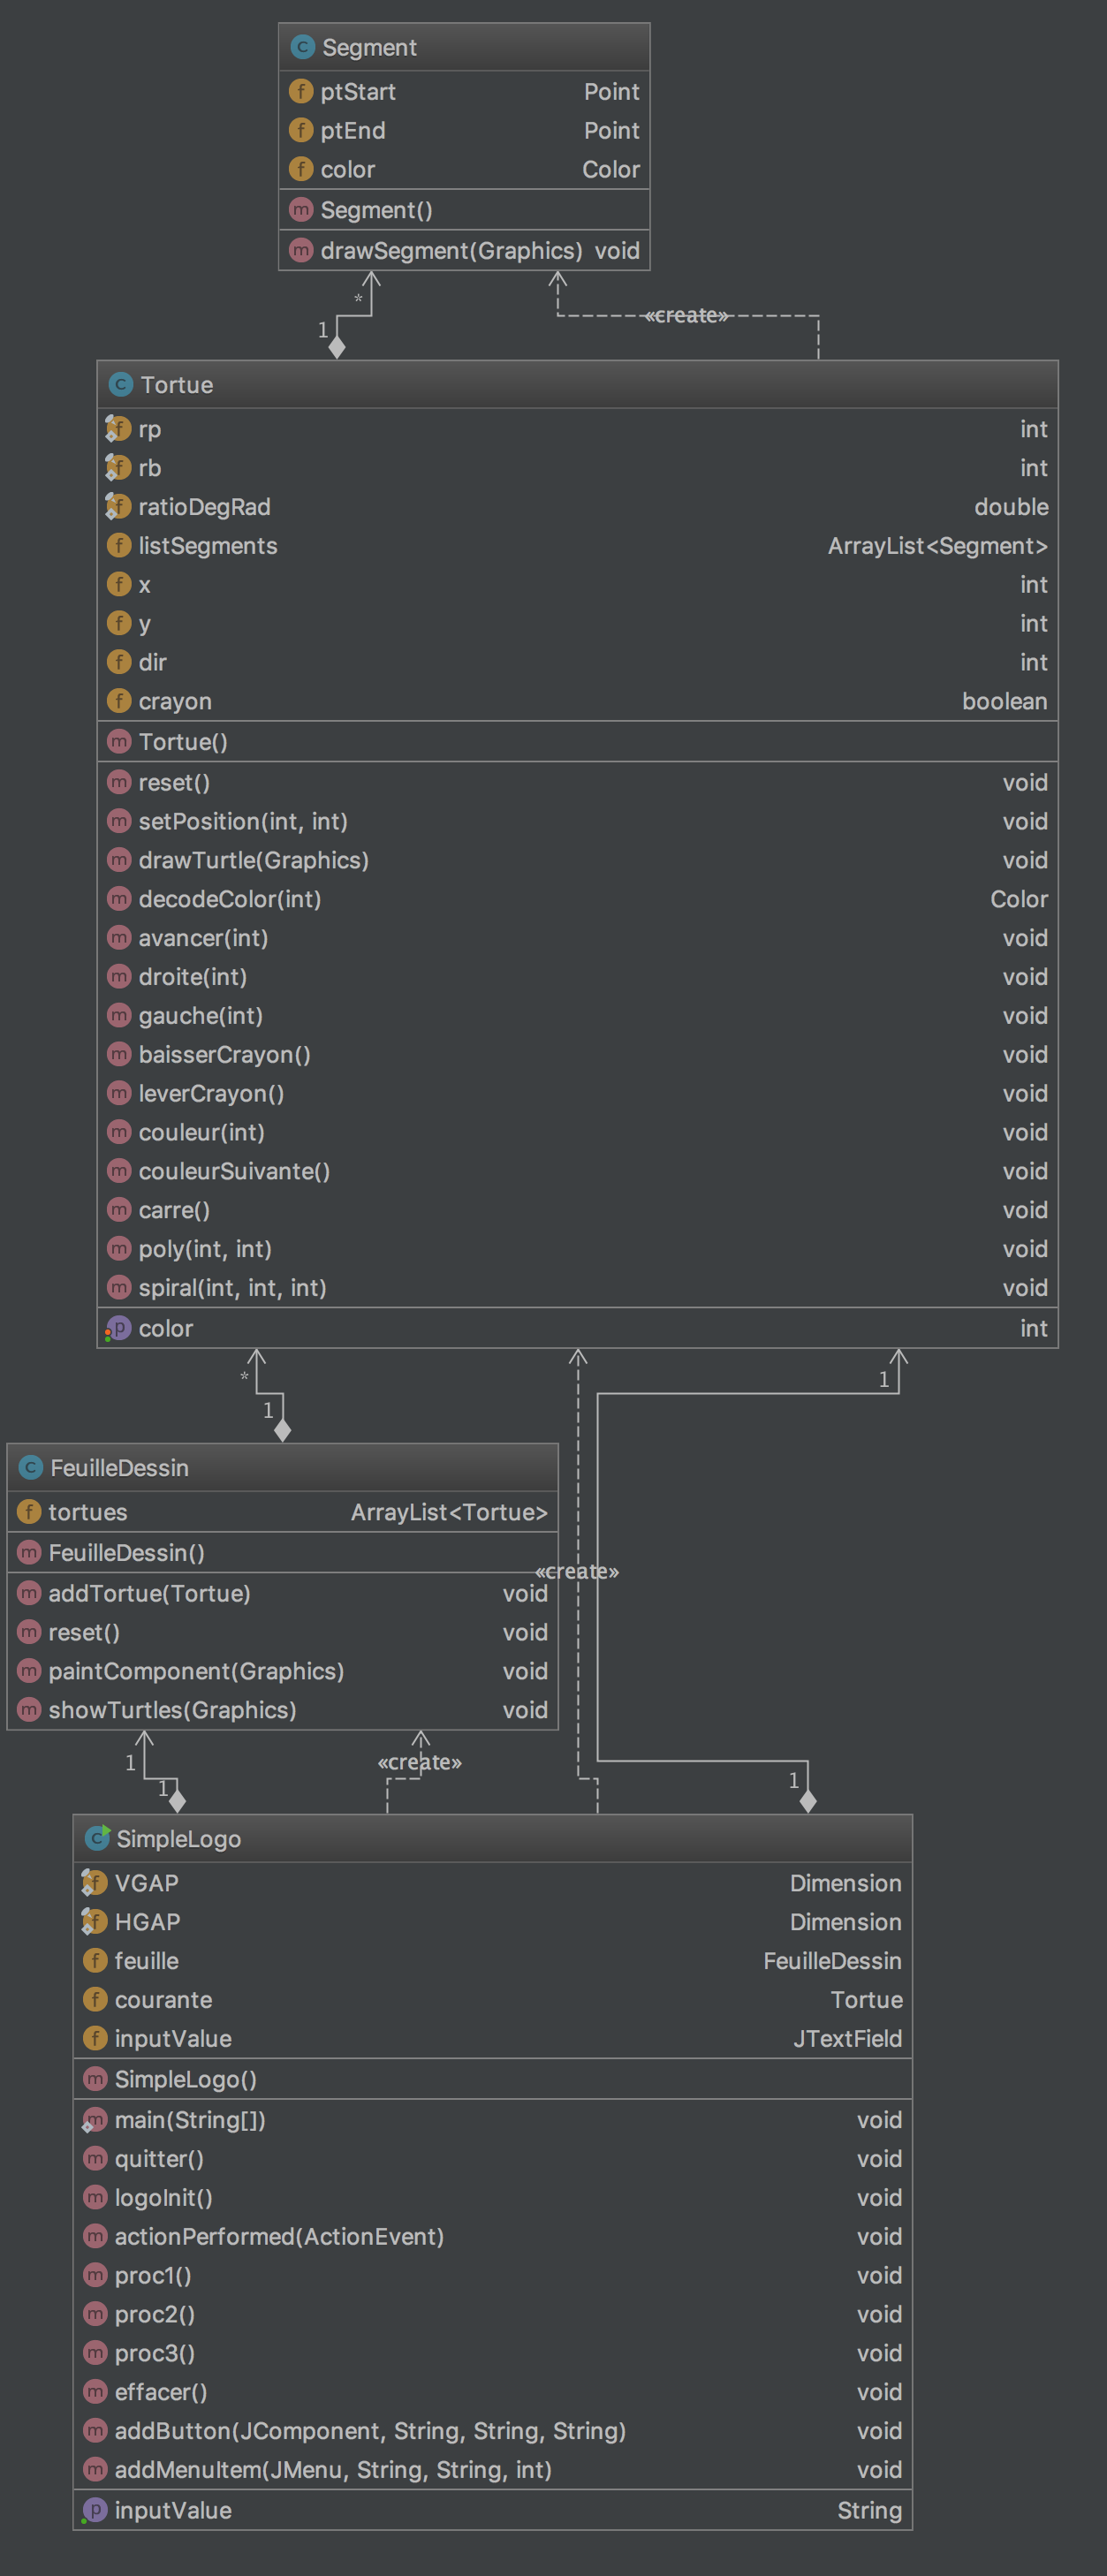 Segment
ptStart Point
ptEnd Point
color Color
Segment()
drawSegment(Graphics) void
*
1
«create»
Tortue
rp int
rb int
ratioDegRad double
listSegments ArrayList<Segment>
x int
y int
dir int
crayon boolean
Tortue()
reset() void
setPosition(int, int) void
drawTurtle(Graphics) void
decodeColor(int) Color
avancer(int) void
droite(int) void
gauche(int) void
baisserCrayon() void
leverCrayon() void
couleur(int) void
couleurSuivante() void
carre() void
poly(int, int) void
spiral(int, int, int) void
color int
* 1
1
FeuilleDessin
tortues ArrayList<Tortue>
FeuilleDessin()
«create»
addTortue(Tortue) void
reset() void
paintComponent(Graphics) void
showTurtles(Graphics) void
1 «create»
1 1
SimpleLogo
VGAP Dimension
HGAP Dimension
feuille FeuilleDessin
courante Tortue
inputValue JTextField
SimpleLogo()
main(String[]) void
quitter() void
logoInit() void
actionPerformed(ActionEvent) void
proc1() void
proc2() void
proc3() void
effacer() void
addButton(JComponent, String, String, String) void
addMenuItem(JMenu, String, String, int) void
inputValue String